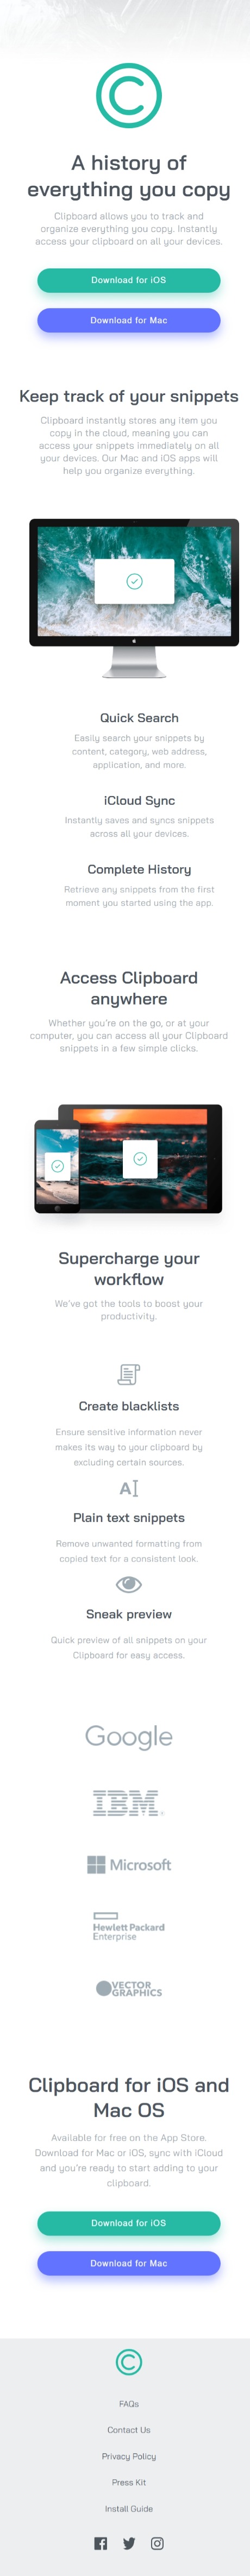 A history of
everything you copy
Clipboard allows you to track and
organize everything you copy. Instantly
access your clipboard on all your devices.
Download for iOS
Download for Mac
Keep track of your snippets
Clipboard instantly stores any item you
copy in the cloud, meaning you can
access your snippets immediately on all
your devices. Our Mac and iOS apps will
help you organize everything.
Quick Search
Easily search your snippets by
content, category, web address,
application, and more.
iCloud Sync
Instantly saves and syncs snippets
across all your devices.
Complete History
Retrieve any snippets from the first
moment you started using the app.
Access Clipboard
anywhere
Whether you're on the go, or at your
computer, you can access all your Clipboard
snippets in a few simple clicks.
Supercharge your
workflow
We've got the tools to boost your
productivity.
Create blacklists
Ensure sensitive information never
makes its way to your clipboard by
excluding certain sources.
A
Plain text snippets
Remove unwanted formatting from
copied text for a consistent look.
Sneak preview
Quick preview of all snippets on your
Clipboard for easy access.
Google
IBM
Microsoft
Hewlett Packard
Enterprise
VECTOR
GRAPHICS
Clipboard for iOS and
Mac OS
Available for free on the App Store.
Download for Mac or iOS, sync with iCloud
and you're ready to start adding to your
clipboard.
Download for iOS
Download for Mac
FAQs
Contact Us
Privacy Policy
Press Kit
Install Guide